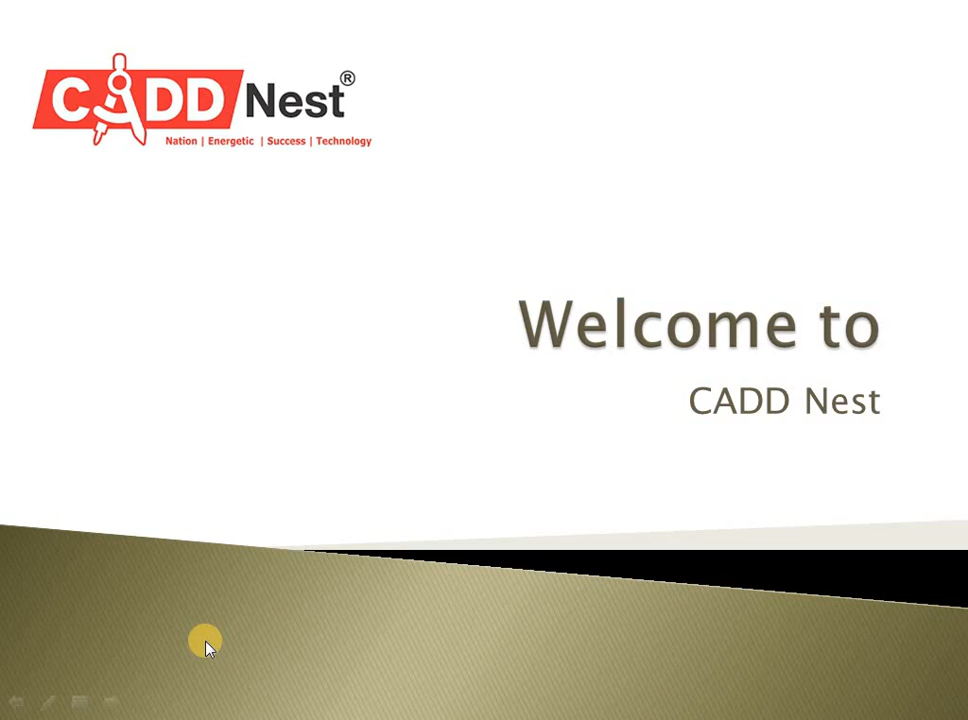 CADD Nest®
Nation | Energetic | Success | Technology
Welcome to
CADD Nest